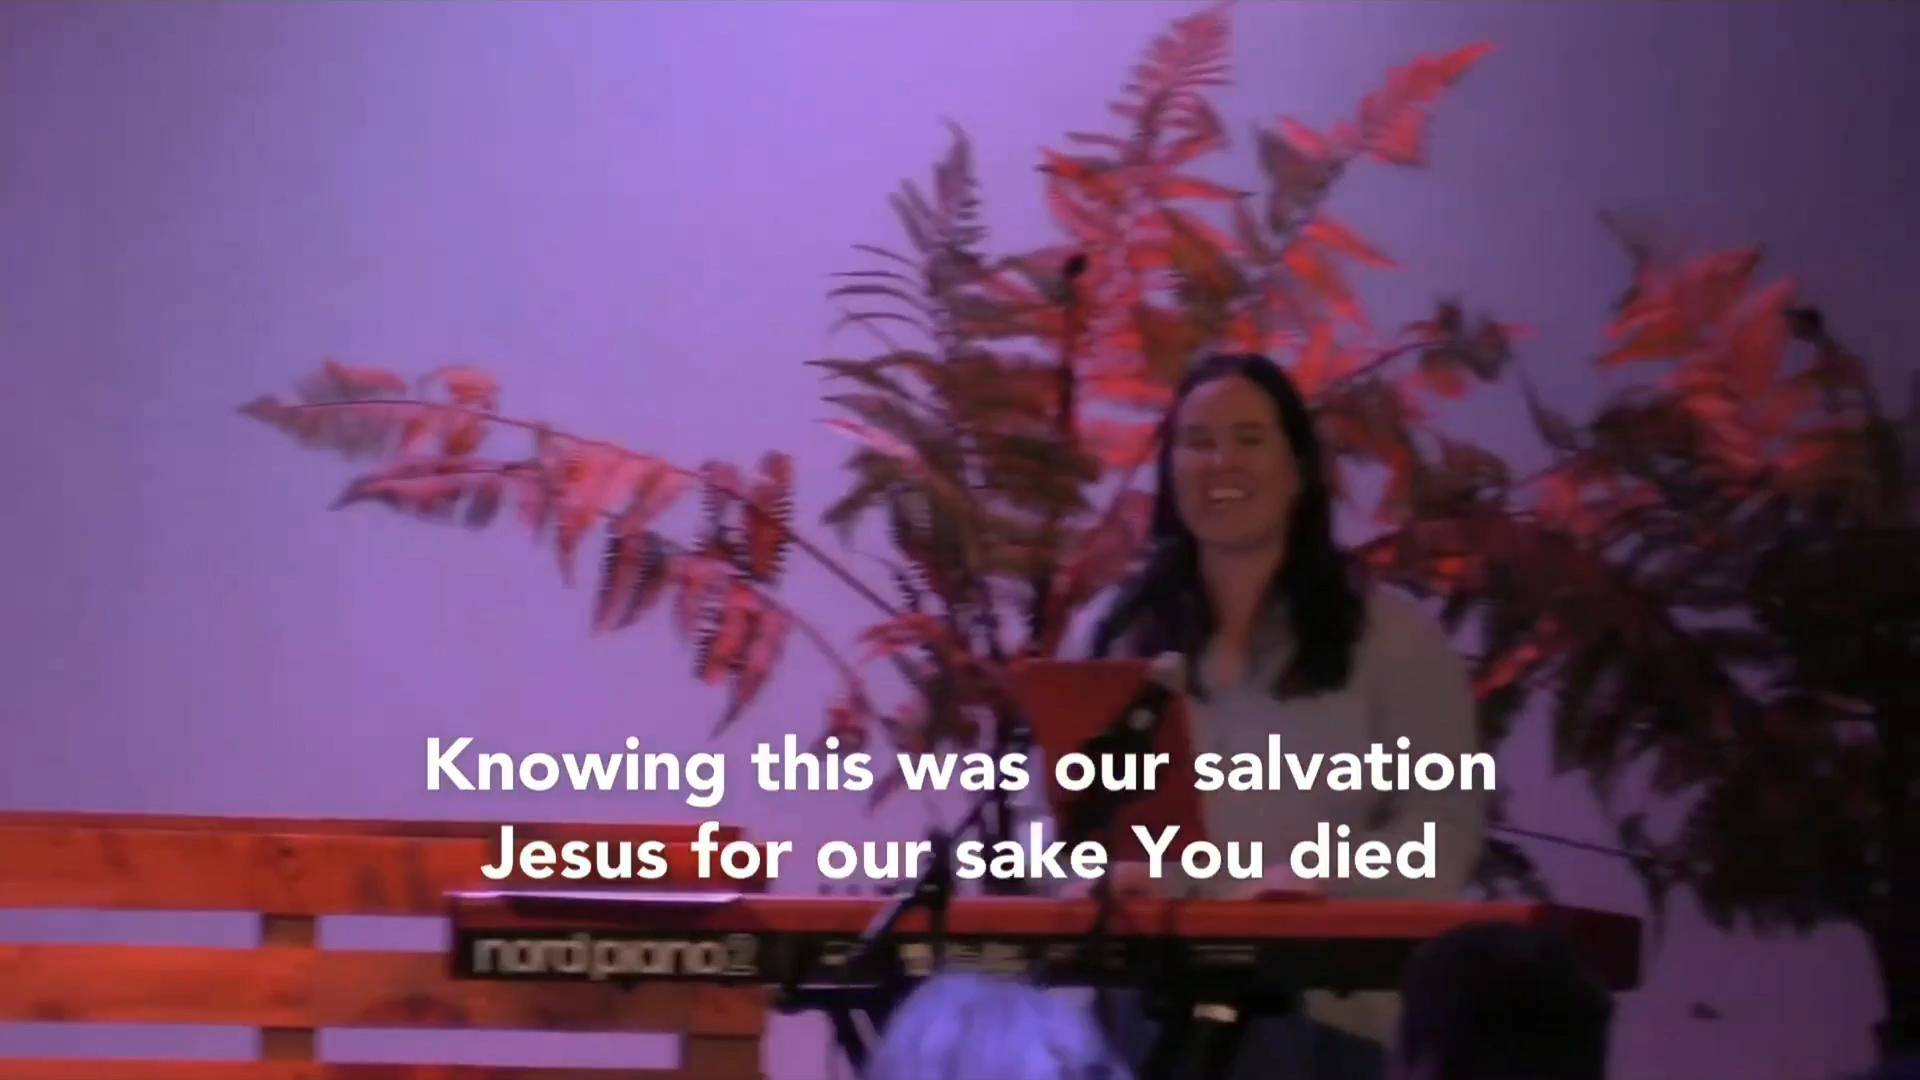 Knowing this was our salvation
Jesus for our sake You died
nord piano 2